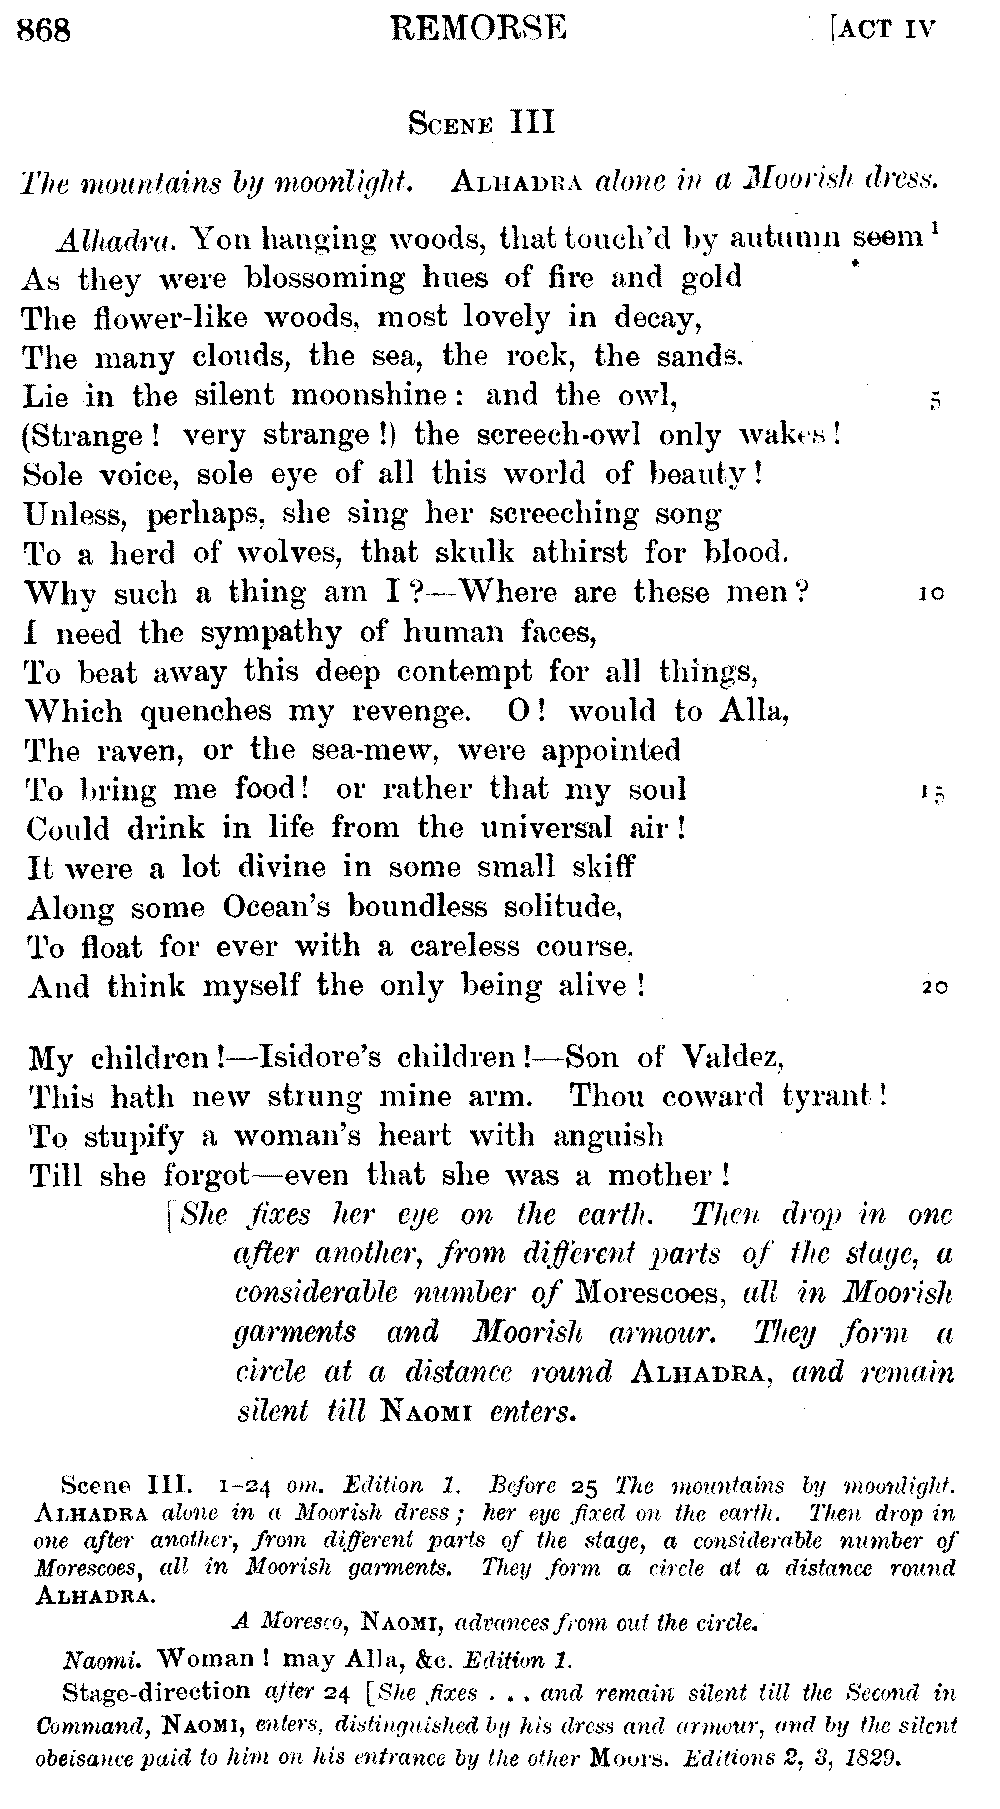 868 REMORSE [ACT IV
SCENE III
The mountains by moonlight. ALHADRA alone in a Moorish dress.
Alhadra. Yon hanging woods, that touch'd by autumn seem 1
As they were blossoming hues of fire and gold
The flower-like woods, most lovely in decay,
The many clouds, the sea, the rock, the sands.
Lie in the silent moonshine : and the owl, 5
(Strange ! very strange !) the screech-owl only wakes !
Sole voice, sole eye of all this world of beauty !
Unless, perhaps, she sing her screeching song
To a herd of wolves, that skulk athirst for blood.
Why such a thing am I ?—Where are these men ? 10
I need the sympathy of human faces,
To beat away this deep contempt for all things,
Which quenches my revenge. O ! would to Alla,
The raven, or the sea-mew, were appointed
To bring me food ! or rather that my soul 15
Could drink in life from the universal air !
It were a lot divine in some small skiff
Along some Ocean's boundless solitude,
To float for ever with a careless course.
And think myself the only being alive ! 20
My children !—Isidore's children !—Son of Valdez,
This hath new strung mine arm. Thou coward tyrant !
To stupify a woman's heart with anguish
Till she forgot—even that she was a mother !
[She fixes her eye on the earth. Then drop in one
after another, from different parts of the stage, a
considerable number of Morescoes, all in Moorish
garments and Moorish armour. They form a
circle at a distance round ALHADRA, and remain
silent till NAOMI enters.
Scene III. 1-24 om. Edition 1. Before 25 The mountains by moonlight.
ALHADRA alone in a Moorish dress ; her eye fixed on the earth. Then drop in
one after another, from different parts of the stage, a considerable number of
Morescoes, all in Moorish garments. They form a circle at a distance round
ALHADRA.
A Moresco, NAOMI, advances from out the circle.
Naomi. Woman ! may Alla, &c. Edition 1.
Stage-direction after 24 [She fixes . . . and remain silent till the Second in
Command, NAOMI, enters, distinguished by his dress and armour, and by the silent
obeisance paid to him on his entrance by the other Moors. Editions 2, 3, 1829.